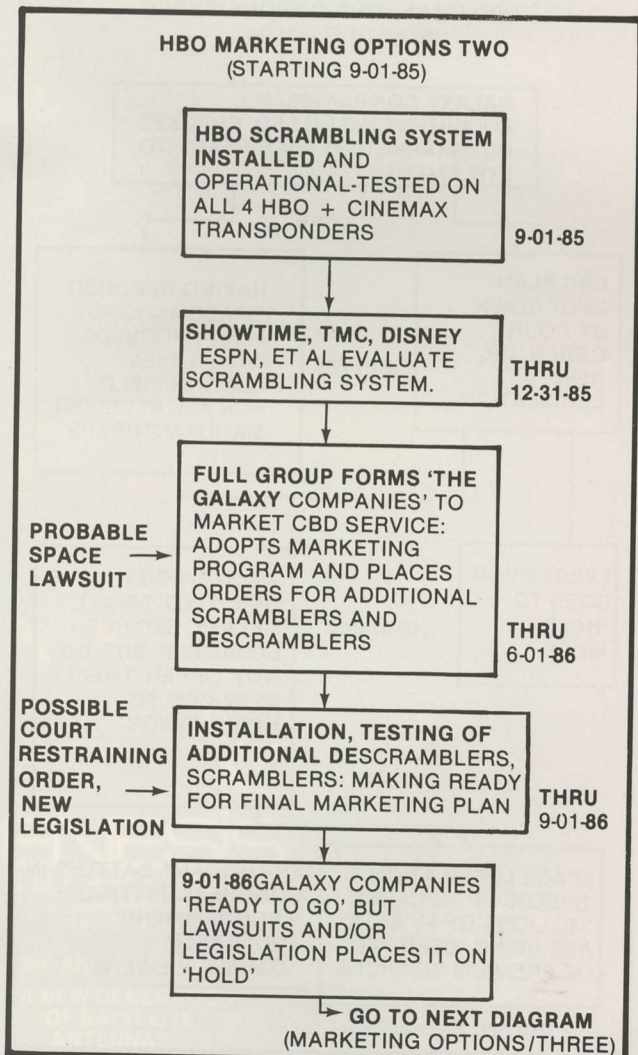 HBO MARKETING OPTIONS TWO
(STARTING 9-01-85)
HBO SCRAMBLING SYSTEM
INSTALLED AND
OPERATIONAL-TESTED ON
ALL 4 HBO + CINEMAX
TRANSPONDERS
9-01-85
SHOWTIME, TMC, DISNEY
ESPN, ET AL EVALUATE
SCRAMBLING SYSTEM.
THRU
12-31-85
FULL GROUP FORMS 'THE
GALAXY COMPANIES' TO
MARKET CBD SERVICE:
ADOPTS MARKETING
PROGRAM AND PLACES
ORDERS FOR ADDITIONAL
SCRAMBLERS AND
DESCRAMBLERS
PROBABLE
SPACE
LAWSUIT
THRU
6-01-86
POSSIBLE
COURT
RESTRAINING
ORDER,
NEW
LEGISLATION
INSTALLATION, TESTING OF
ADDITIONAL DESCRAMBLERS,
SCRAMBLERS: MAKING READY
FOR FINAL MARKETING PLAN
THRU
9-01-86
9-01-86GALAXY COMPANIES
'READY TO GO' BUT
LAWSUITS AND/OR
LEGISLATION PLACES IT ON
'HOLD'
GO TO NEXT DIAGRAM
(MARKETING OPTIONS/THREE)